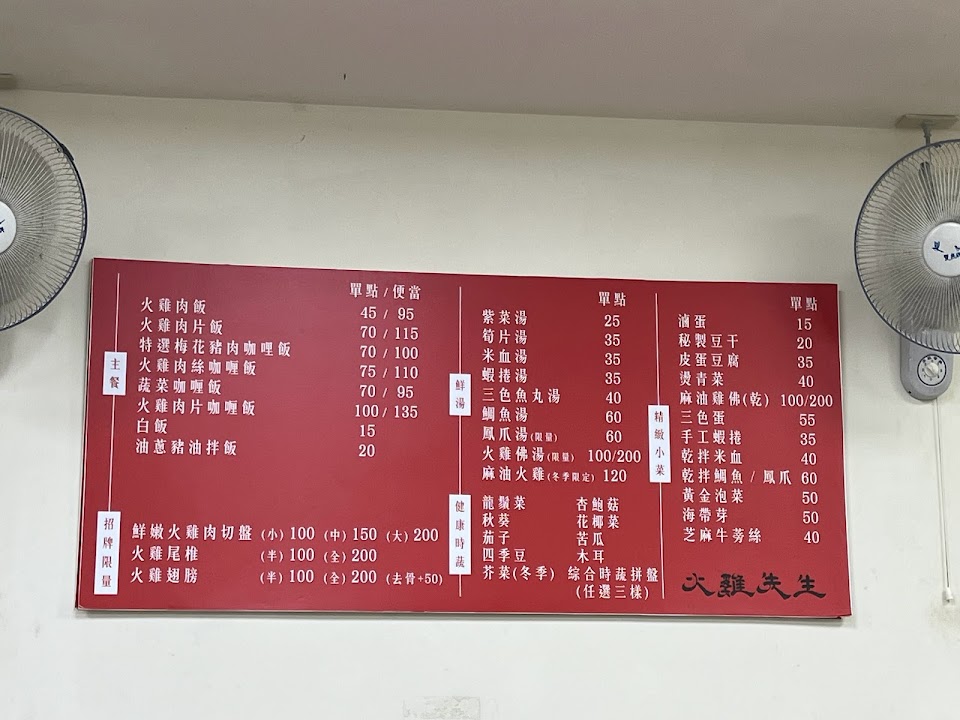 單點 / 便當
主餐
火雞肉飯 45 / 95
火雞肉片飯 70 / 115
特選梅花豬肉咖哩飯 70 / 100
火雞肉絲咖哩飯 75 / 110
蔬菜咖哩飯 70 / 95
火雞肉片咖哩飯 100 / 135
白飯 15
油蔥豬油拌飯 20
招牌限量
鮮嫩火雞肉切盤 (小) 100 (中) 150 (大) 200
火雞尾椎 (半) 100 (全) 200
火雞翅膀 (半) 100 (全) 200 (去骨+50)
單點
鮮湯
紫菜湯 25
筍片湯 35
米血湯 35
蝦捲湯 35
三色魚丸湯 40
鯛魚湯 60
鳳爪湯(限量) 60
火雞佛湯(限量) 100/200
麻油火雞(冬季限定) 120
健康時蔬
龍鬚菜 杏鮑菇
秋葵 花椰菜
茄子 苦瓜
四季豆 木耳
芥菜(冬季) 綜合時蔬拼盤
(任選三樣)
單點
精緻小菜
滷蛋 15
秘製豆干 20
皮蛋豆腐 35
燙青菜 40
麻油雞佛(乾) 100/200
三色蛋 55
手工蝦捲 35
乾拌米血 40
乾拌鯛魚 / 鳳爪 60
黃金泡菜 50
海帶芽 50
芝麻牛蒡絲 40
火雞先生